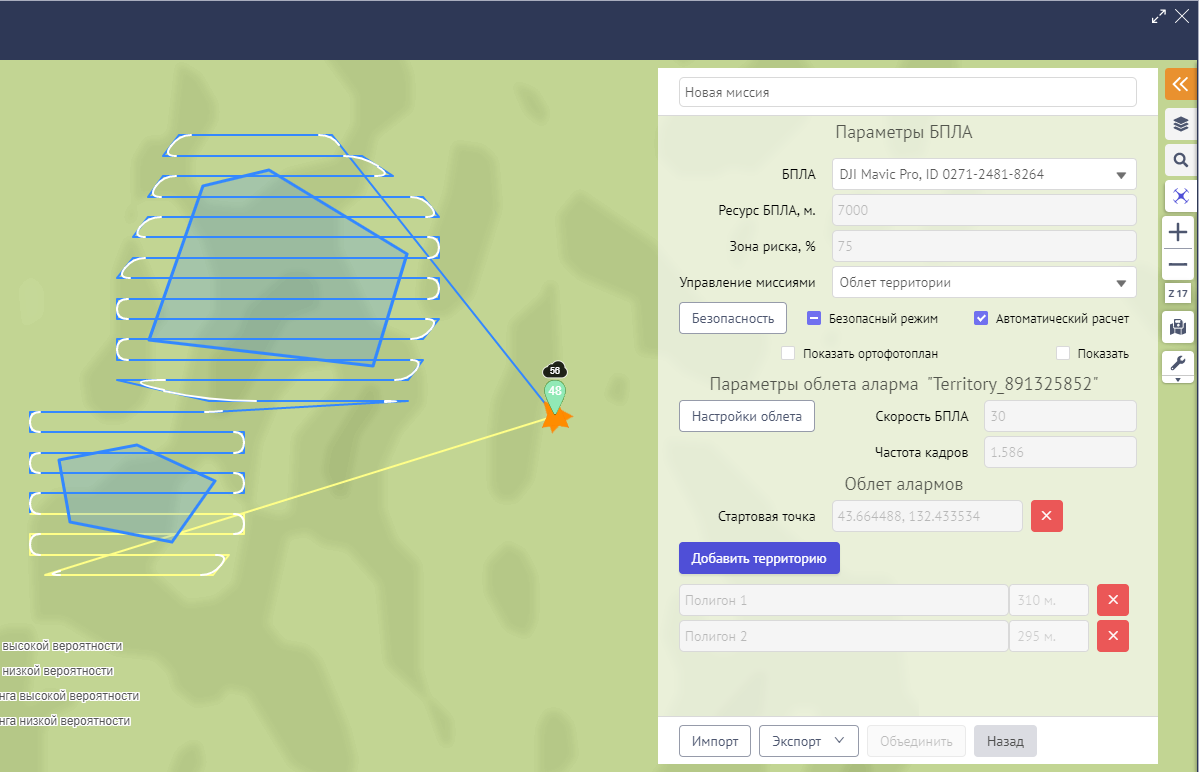 Новая миссия
Параметры БПЛА
БПЛА DJI Mavic Pro, ID 0271-2481-8264
Ресурс БПЛА, м. 7000
Зона риска, % 75
Управление миссиями Облет территории
Безопасность Безопасный режим Автоматический расчет
Показать ортофотоплан Показать
Параметры облета аларма "Territory_891325852"
Настройки облета Скорость БПЛА 30
Частота кадров 1.586
Облет алармов
Стартовая точка 43.664488, 132.433534
Добавить территорию
Полигон 1 310 м.
Полигон 2 295 м.
Импорт Экспорт Объединить Назад
Z 17
56
48
высокой вероятности
низкой вероятности
нга высокой вероятности
нга низкой вероятности